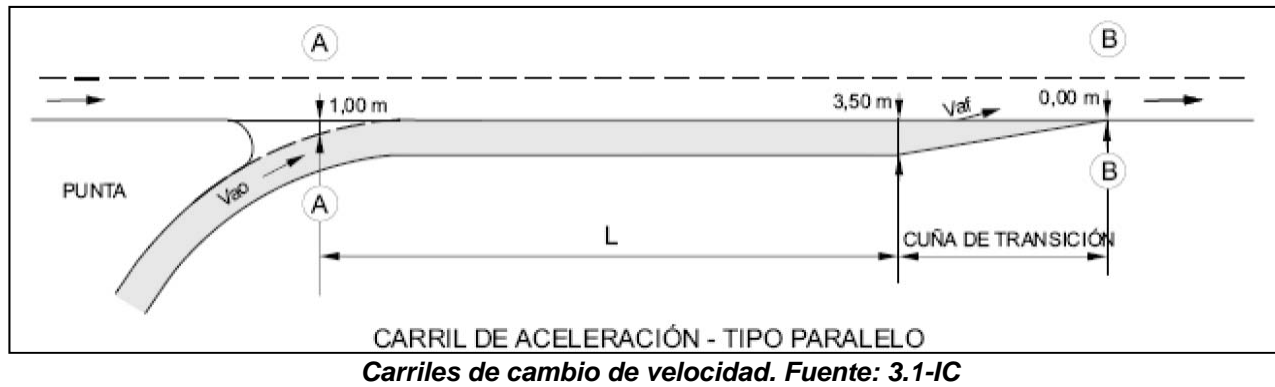 A
B
1,00 m
3,50 m
Vaf
0,00 m
PUNTA
Vao
A
B
L
CUÑA DE TRANSICIÓN
CARRIL DE ACELERACIÓN - TIPO PARALELO
Carriles de cambio de velocidad. Fuente: 3.1-IC